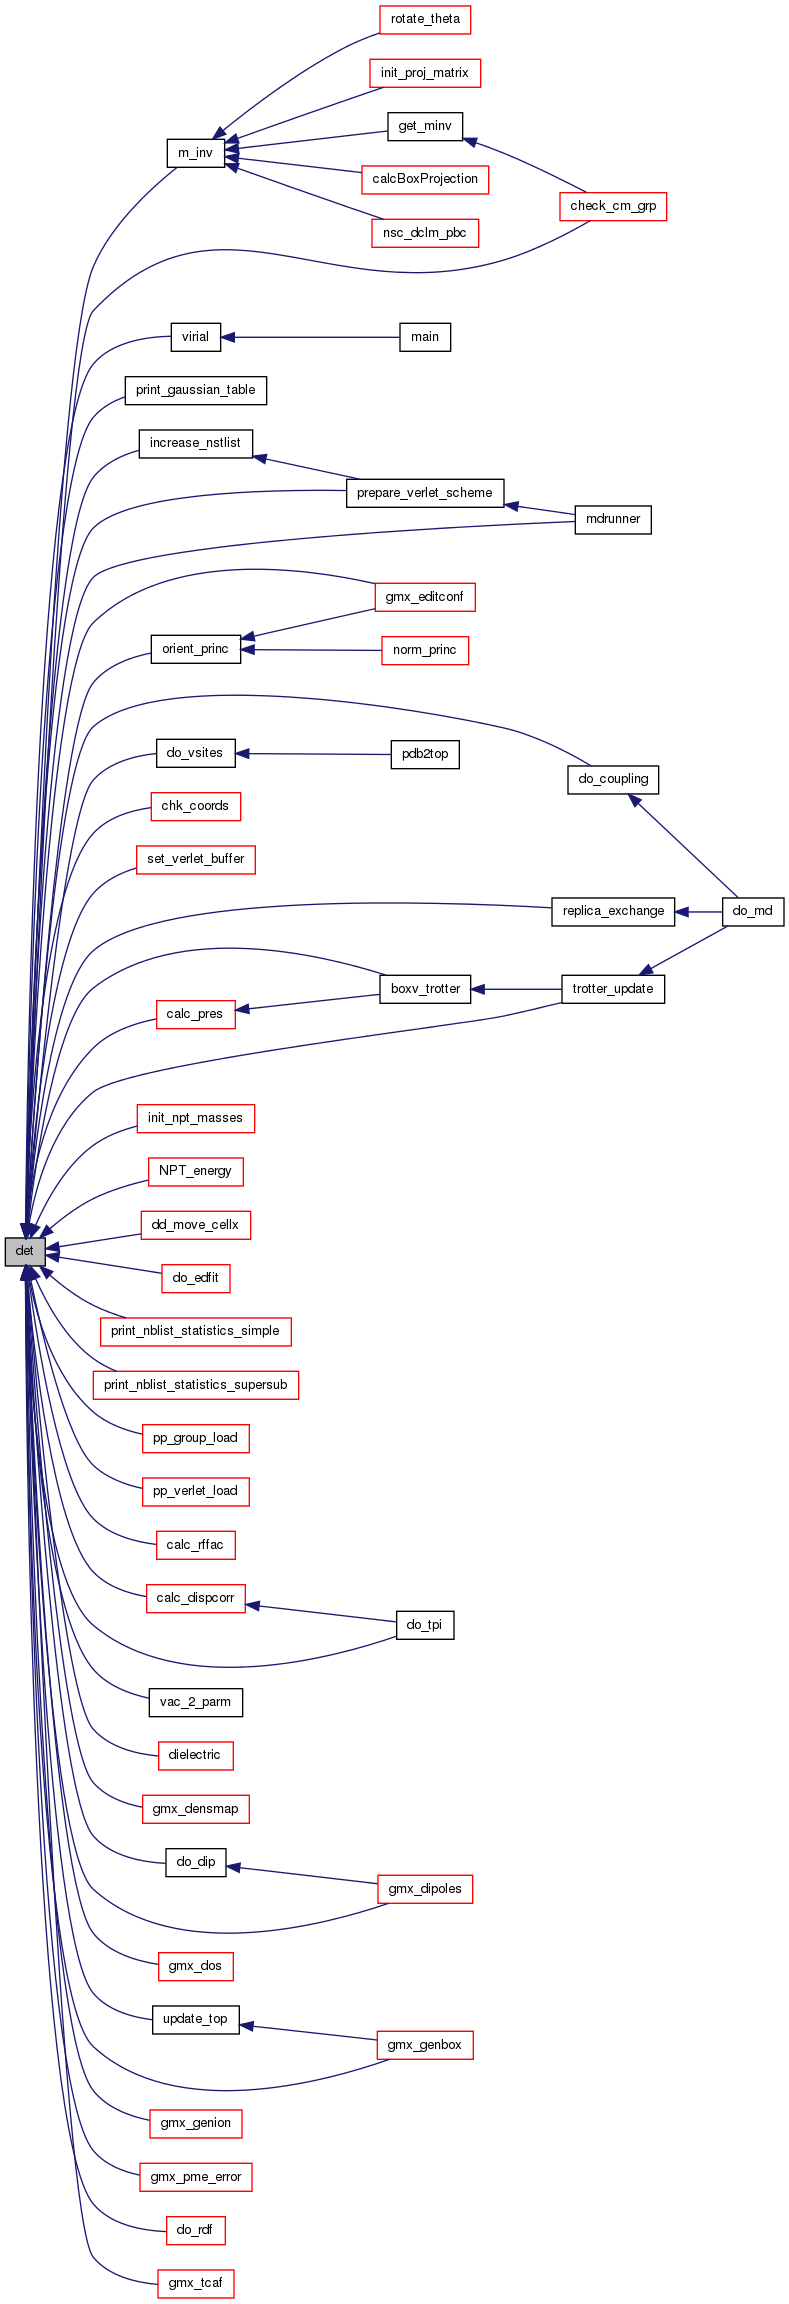 rotate_theta
init_proj_matrix
get_minv
m_inv
calcBoxProjection
check_cm_grp
nsc_dclm_pbc
virial
main
print_gaussian_table
increase_nstlist
prepare_verlet_scheme
mdrunner
gmx_editconf
orient_princ
norm_princ
do_vsites
pdb2top
do_coupling
chk_coords
set_verlet_buffer
replica_exchange
do_md
boxv_trotter
trotter_update
calc_pres
init_npt_masses
NPT_energy
dd_move_cellx
det
do_edfit
print_nblist_statistics_simple
print_nblist_statistics_supersub
pp_group_load
pp_verlet_load
calc_rffac
calc_dispcorr
do_tpi
vac_2_parm
dielectric
gmx_densmap
do_dip
gmx_dipoles
gmx_dos
update_top
gmx_genbox
gmx_genion
gmx_pme_error
do_rdf
gmx_tcaf